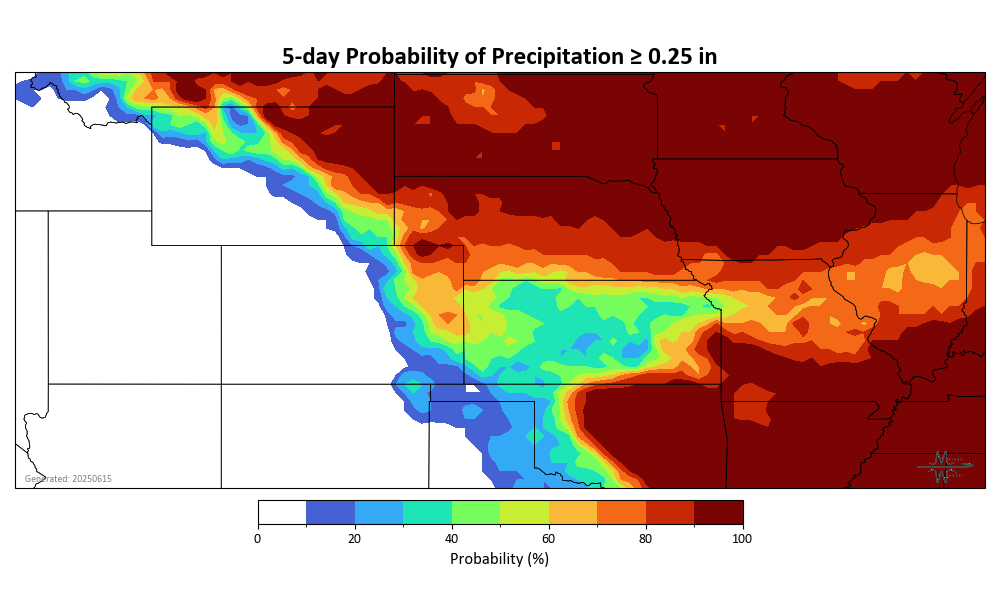 5-day Probability of Precipitation ≥ 0.25 in
Generated: 20250615
0 20 40 60 80 100
Probability (%)